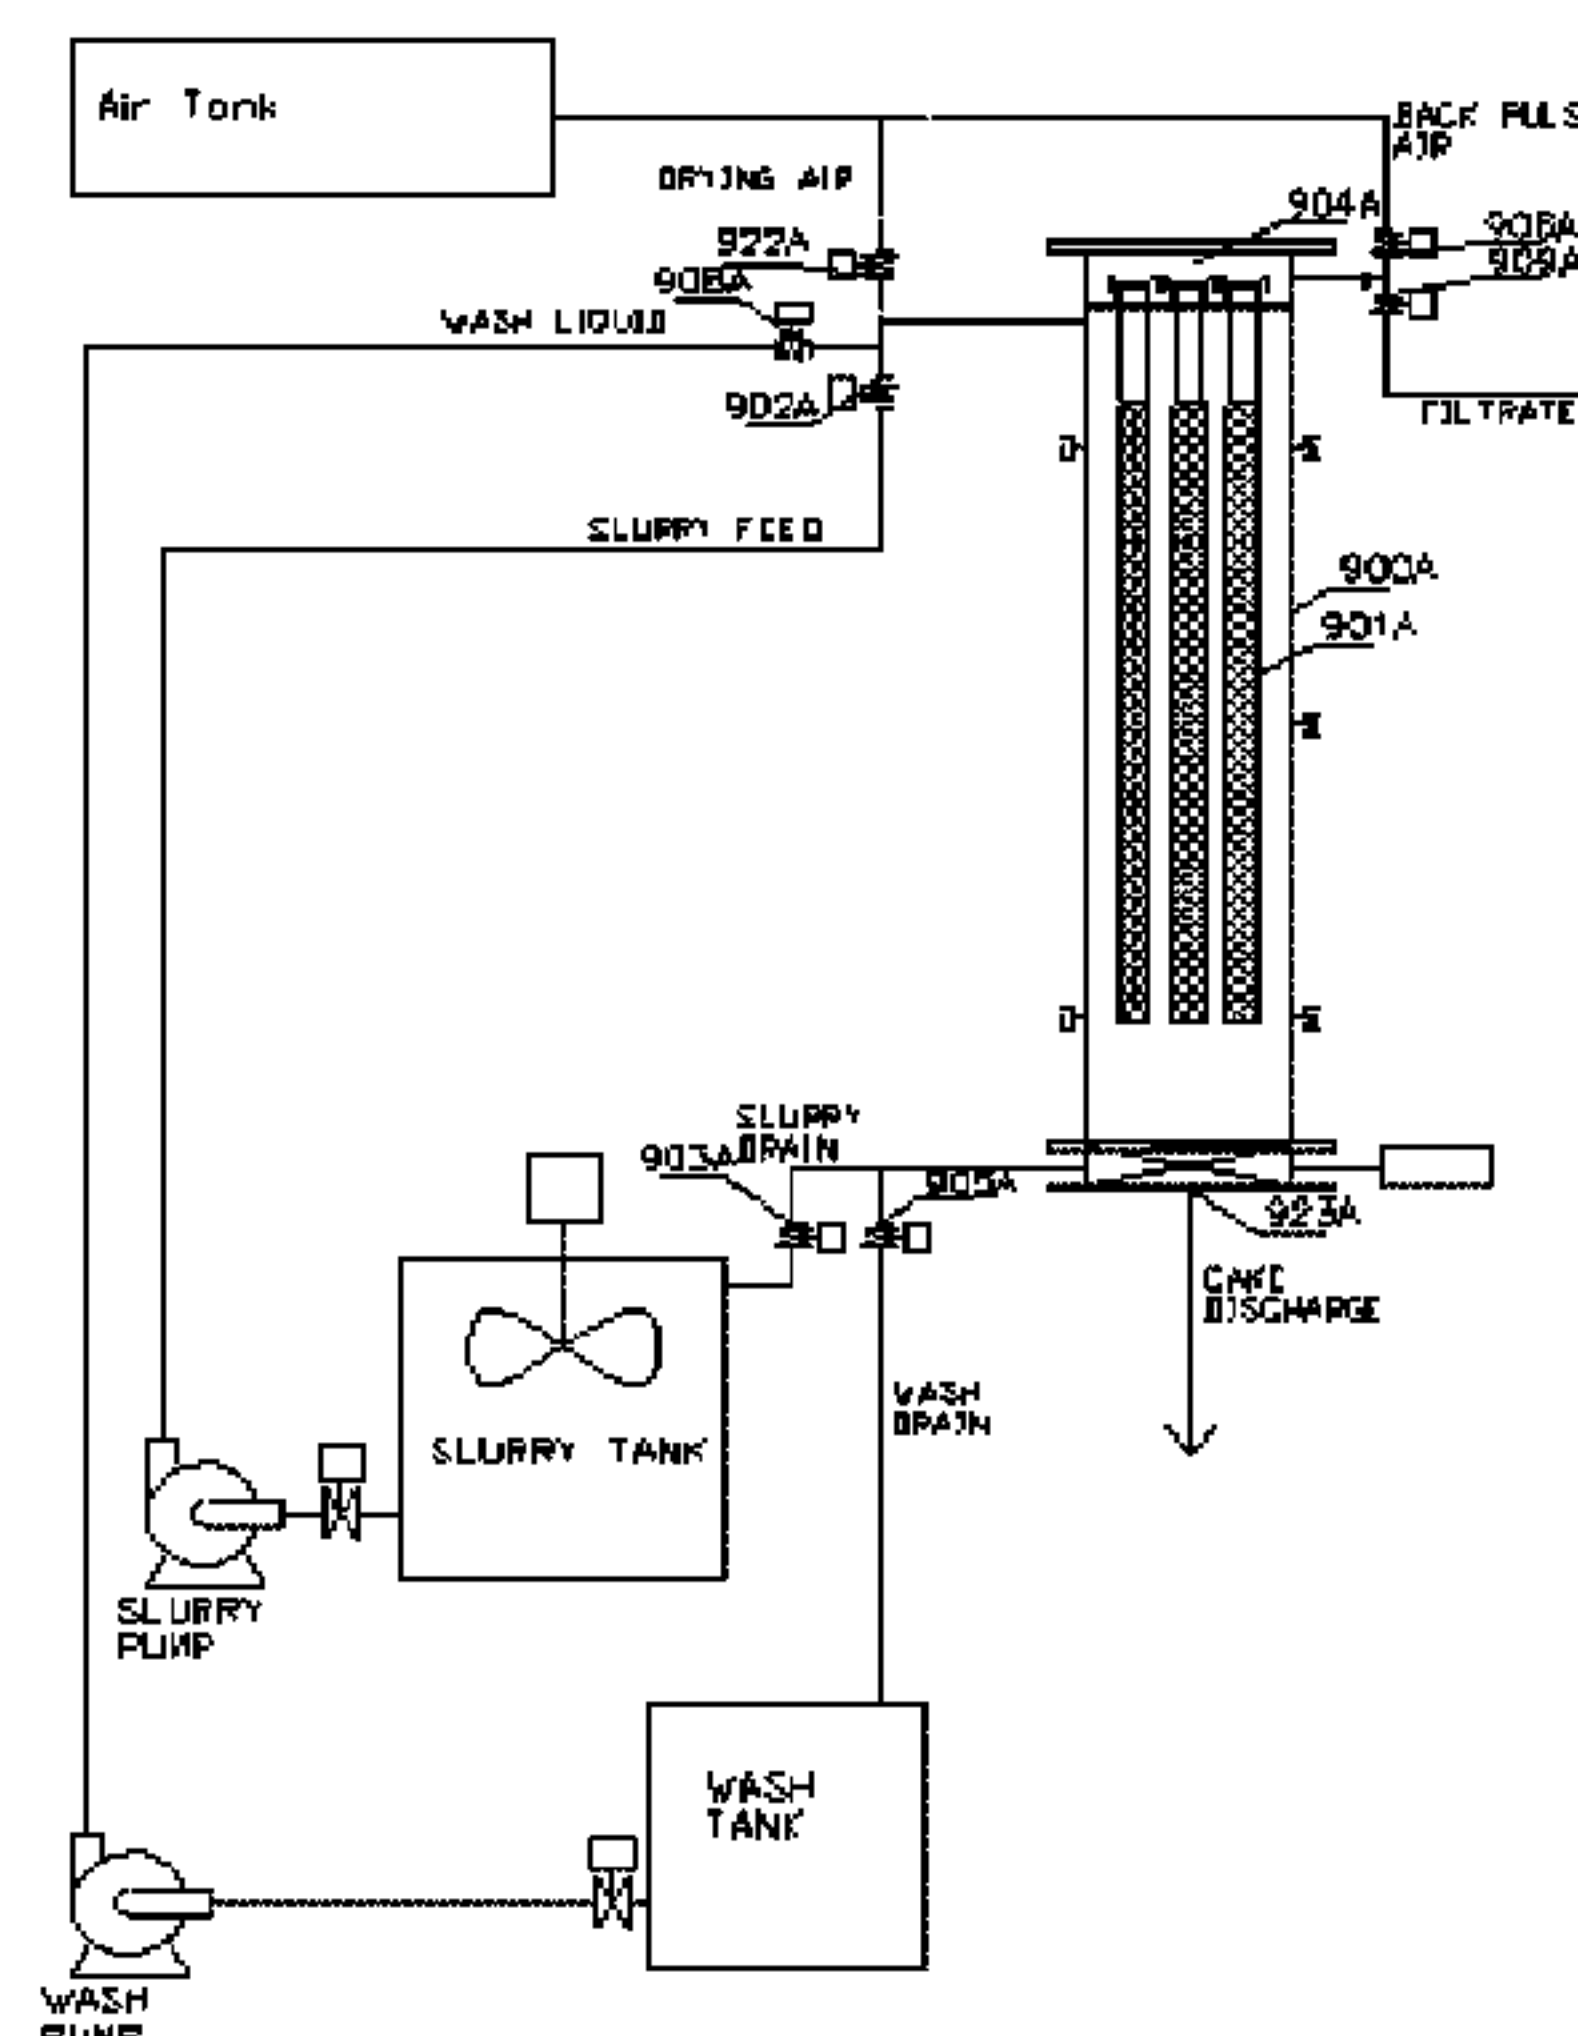 Air Tank
BACK PULS
AIR
DRYING AIR
904A
922A
908A
909A
WASH LIQUID
902A
FILTRATE
SLURRY FEED
900A
901A
SLURRY
DRAIN
903A
905A
923A
CAKE
DISCHARGE
WASH
DRAIN
SLURRY TANK
SLURRY
PUMP
WASH
TANK
WASH
PUMP